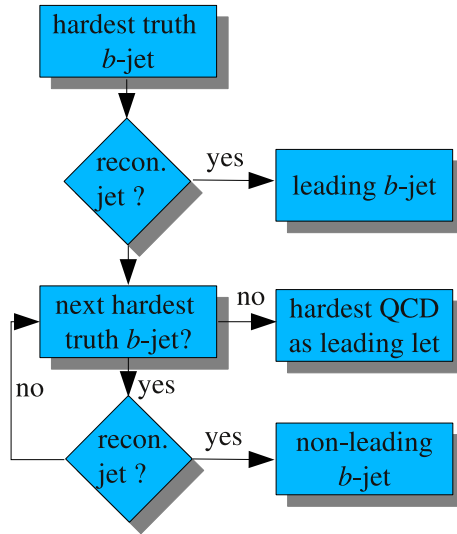 hardest truth
b-jet
recon.
jet ?
yes
leading b-jet
next hardest
truth b-jet?
no
hardest QCD
as leading let
yes
no
recon.
jet ?
yes
non-leading
b-jet